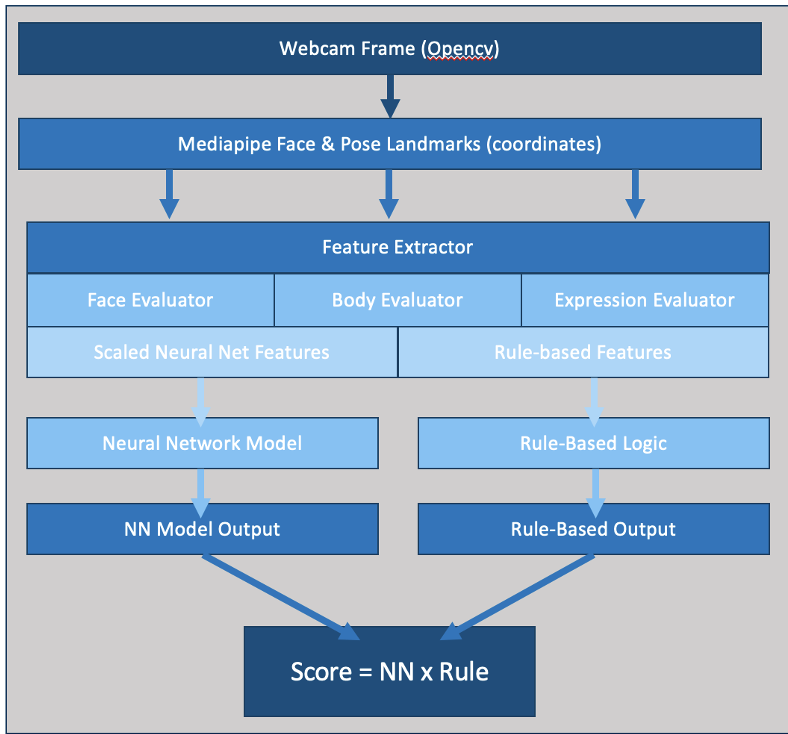 Webcam Frame (Opencv)
Mediapipe Face & Pose Landmarks (coordinates)
Feature Extractor
Face Evaluator
Body Evaluator
Expression Evaluator
Scaled Neural Net Features
Rule-based Features
Neural Network Model
Rule-Based Logic
NN Model Output
Rule-Based Output
Score = NN x Rule